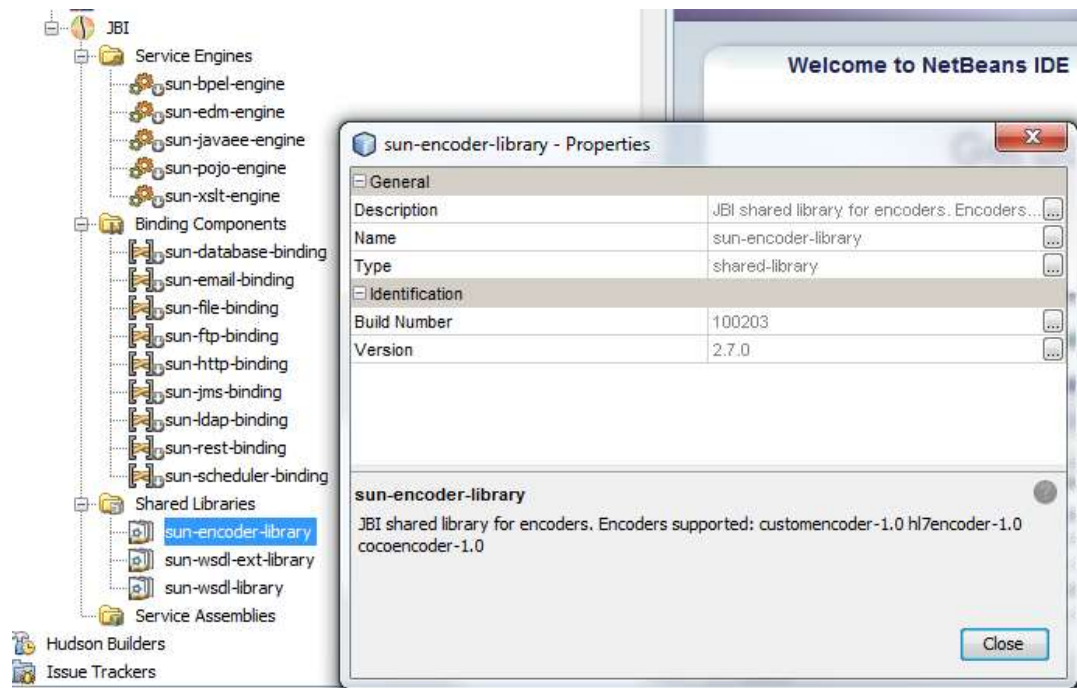 JBI
Service Engines
sun-bpel-engine
sun-edm-engine
sun-javaee-engine
sun-pojo-engine
sun-xslt-engine
Binding Components
sun-database-binding
sun-email-binding
sun-file-binding
sun-ftp-binding
sun-http-binding
sun-jms-binding
sun-ldap-binding
sun-rest-binding
sun-scheduler-binding
Shared Libraries
sun-encoder-library
sun-wsdl-ext-library
sun-wsdl-library
Service Assemblies
Hudson Builders
Issue Trackers
Welcome to NetBeans IDE
sun-encoder-library - Properties
General
Description JBI shared library for encoders. Encoders... ...
Name sun-encoder-library ...
Type shared-library ...
Identification
Build Number 100203 ...
Version 2.7.0 ...
sun-encoder-library
JBI shared library for encoders. Encoders supported: customencoder-1.0 hl7encoder-1.0
cocoencoder-1.0
Close